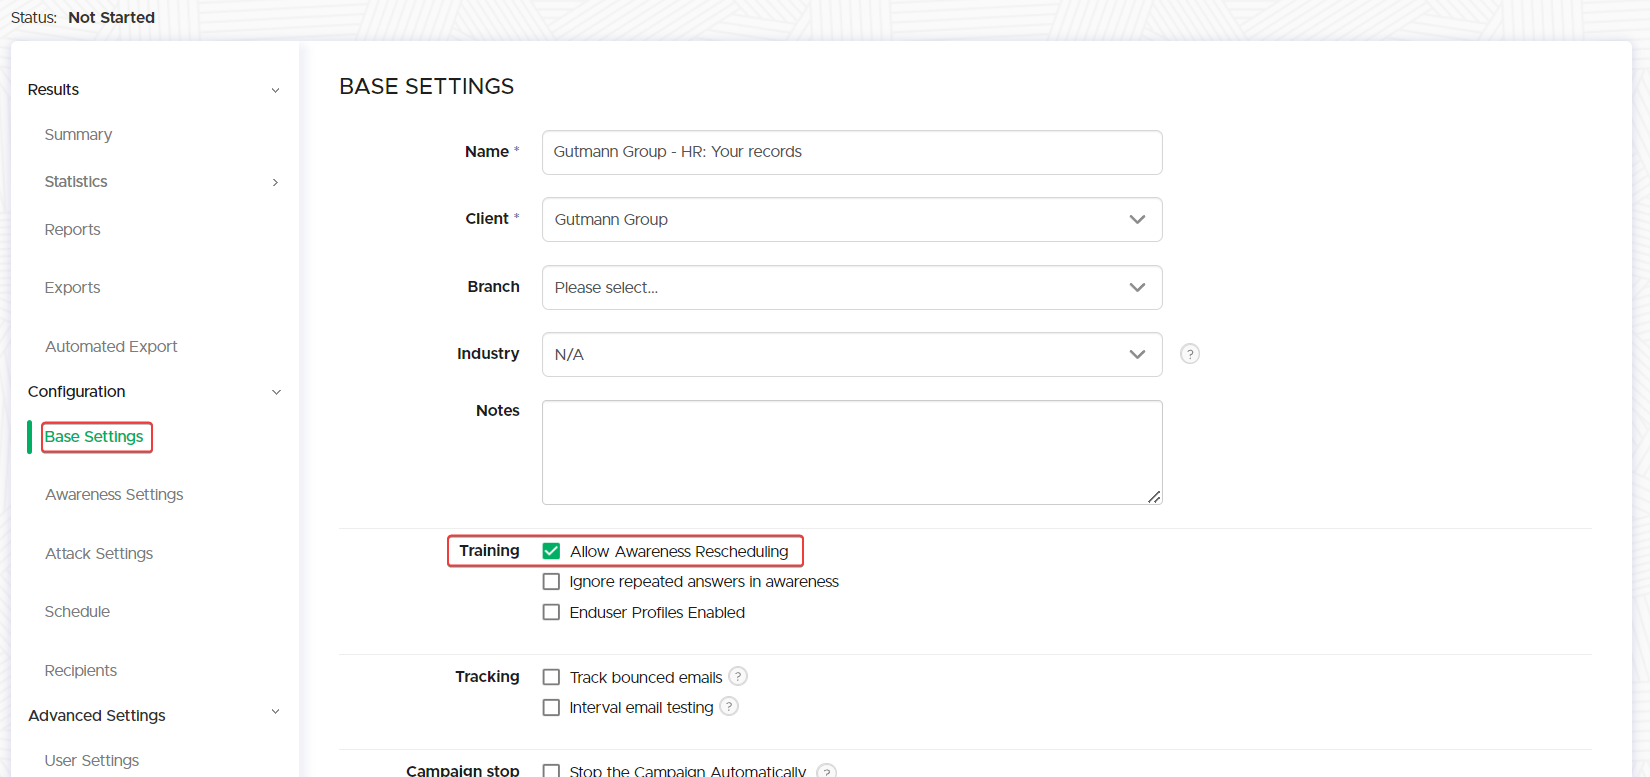 Status: Not Started
Results
Summary
Statistics
Reports
Exports
Automated Export
Configuration
Base Settings
Awareness Settings
Attack Settings
Schedule
Recipients
Advanced Settings
User Settings
BASE SETTINGS
Name * Gutmann Group - HR: Your records
Client * Gutmann Group
Branch Please select...
Industry N/A ?
Notes
Training Allow Awareness Rescheduling
Ignore repeated answers in awareness
Enduser Profiles Enabled
Tracking Track bounced emails ?
Interval email testing ?
Campaign stop Stop the Campaign Automatically ?